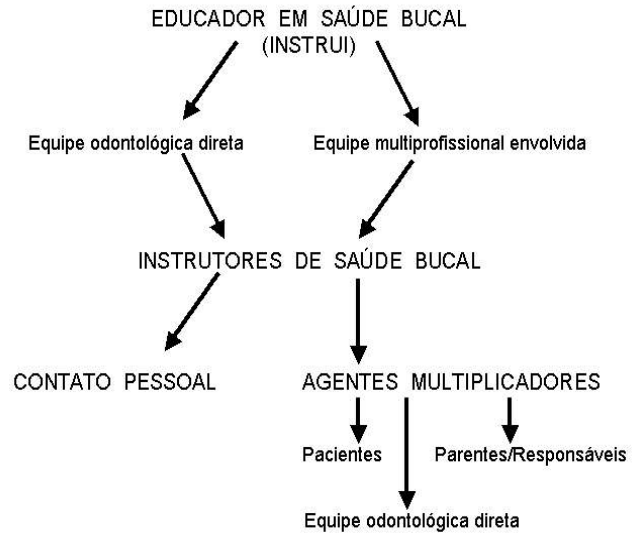 EDUCADOR EM SAÚDE BUCAL
(INSTRUI)
Equipe odontológica direta
Equipe multiprofissional envolvida
INSTRUTORES DE SAÚDE BUCAL
CONTATO PESSOAL
AGENTES MULTIPLICADORES
Pacientes
Parentes/Responsáveis
Equipe odontológica direta